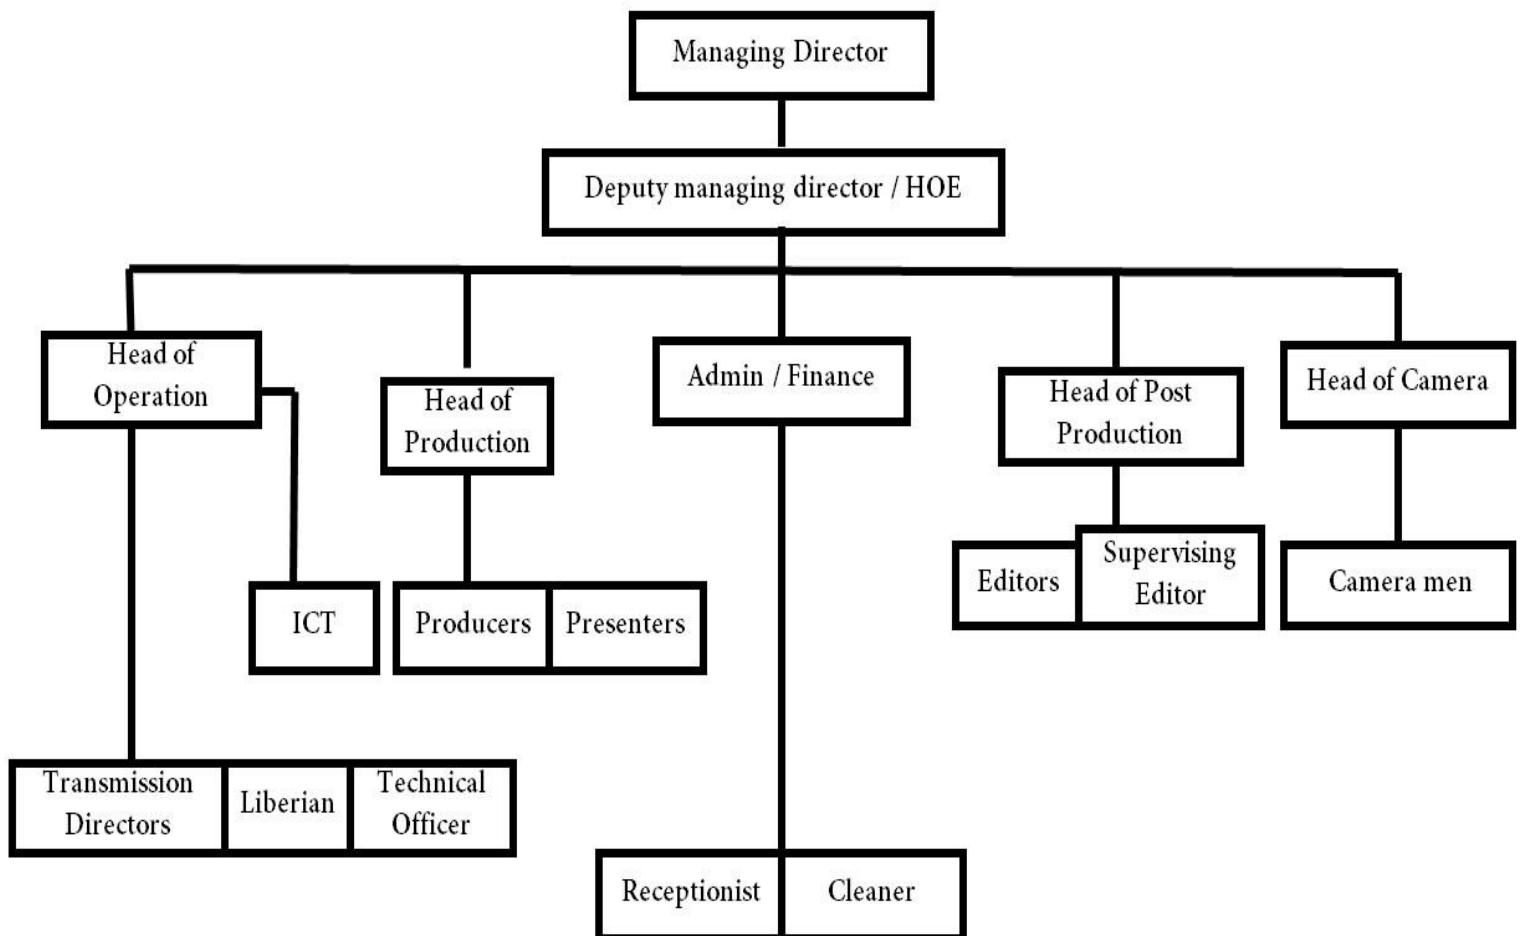 Managing Director
Deputy managing director / HOE
Head of
Operation
Head of
Production
Admin / Finance
Head of Post
Production
Head of Camera
ICT
Producers
Presenters
Editors
Supervising
Editor
Camera men
Transmission
Directors
Liberian
Technical
Officer
Receptionist
Cleaner